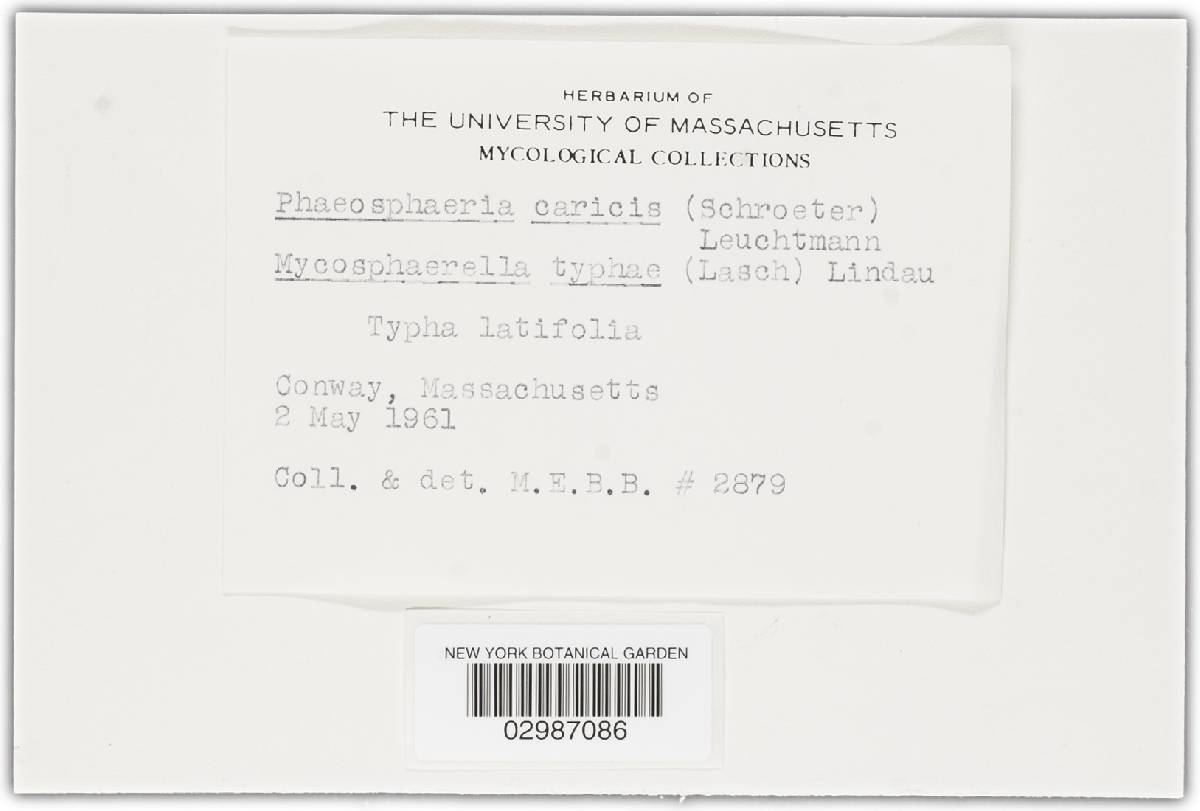 HERBARIUM OF
THE UNIVERSITY OF MASSACHUSETTS
MYCOLOGICAL COLLECTIONS
Phaeosphaeria caricis (Schroeter)
Leuchtmann
Mycosphaerella typhae (Lasch) Lindau
Typha latifolia
Conway, Massachusetts
2 May 1961
Coll. & det. M.E.B.B. # 2879
NEW YORK BOTANICAL GARDEN
02987086